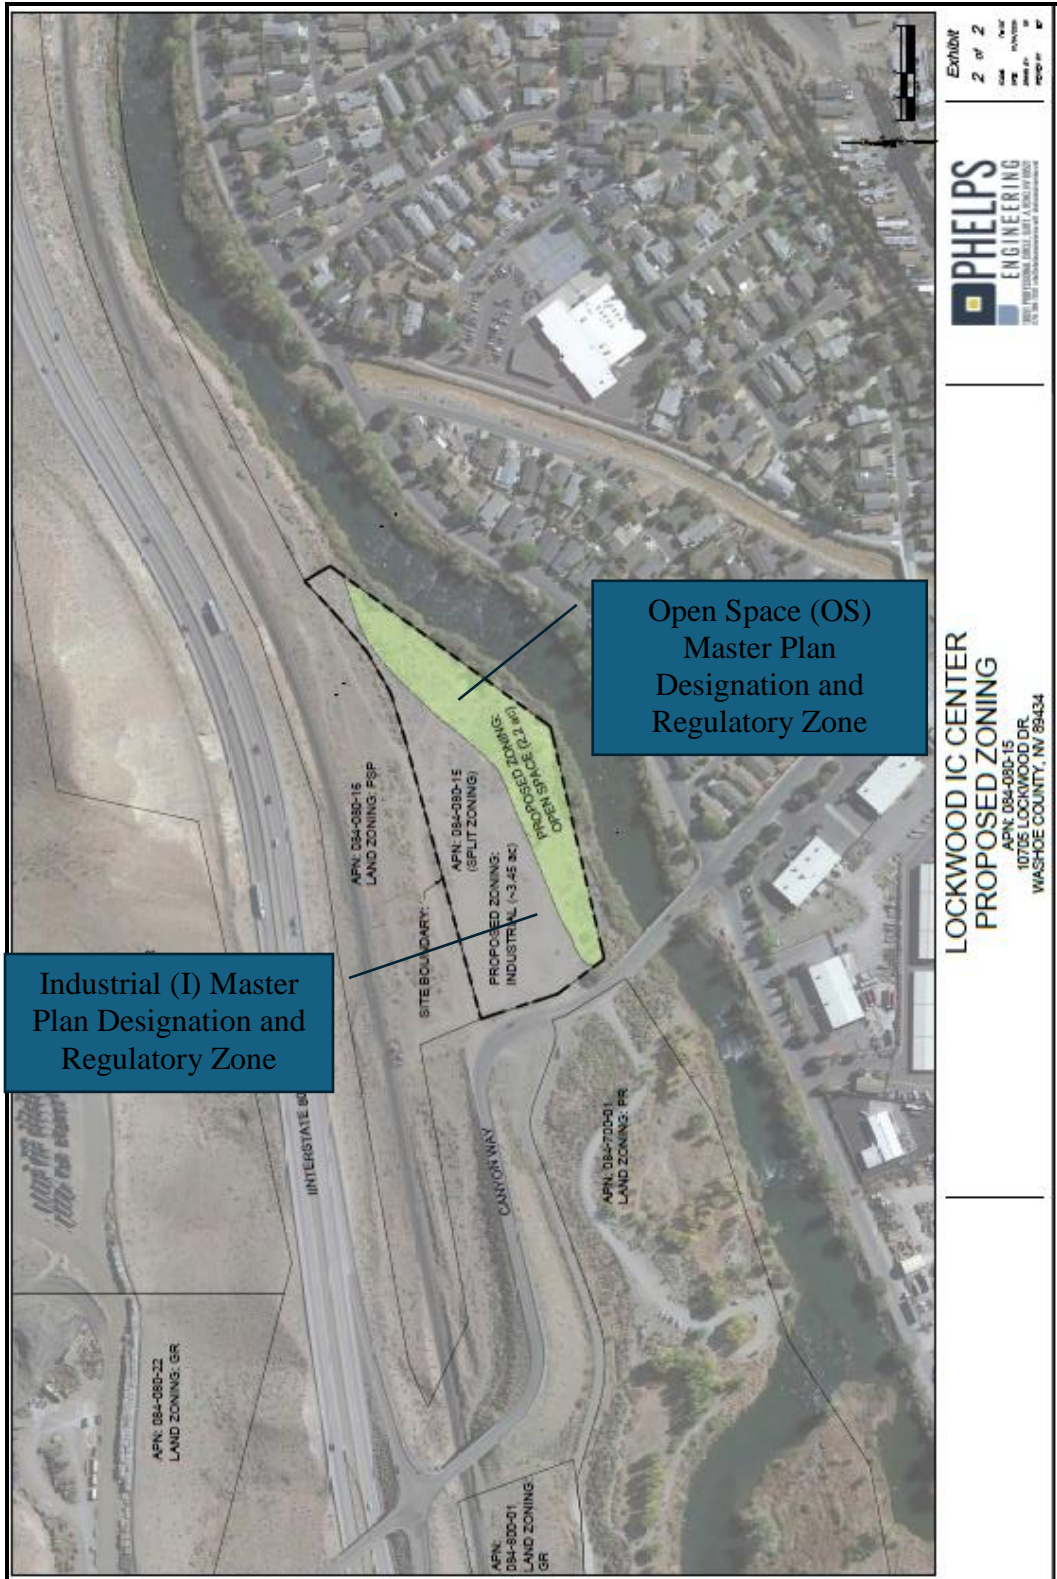 Open Space (OS)
Master Plan
Designation and
Regulatory Zone
Industrial (I) Master
Plan Designation and
Regulatory Zone
APN: 084-080-16
LAND ZONING: PSP
SITE BOUNDARY:
APN: 084-080-15
(SPLIT ZONING)
PROPOSED ZONING:
INDUSTRIAL (~3.45 ac)
PROPOSED ZONING:
OPEN SPACE (2.2 ac)
INTERSTATE 80
CANYON WAY
APN: 084-700-01
LAND ZONING: PR
APN: 084-080-22
LAND ZONING: GR
APN:
084-800-01
LAND ZONING:
GR
LOCKWOOD IC CENTER
PROPOSED ZONING
APN: 084-080-15
10705 LOCKWOOD DR.
WASHOE COUNTY, NV 89434
PHELPS
ENGINEERING
Exhibit
2 of 2